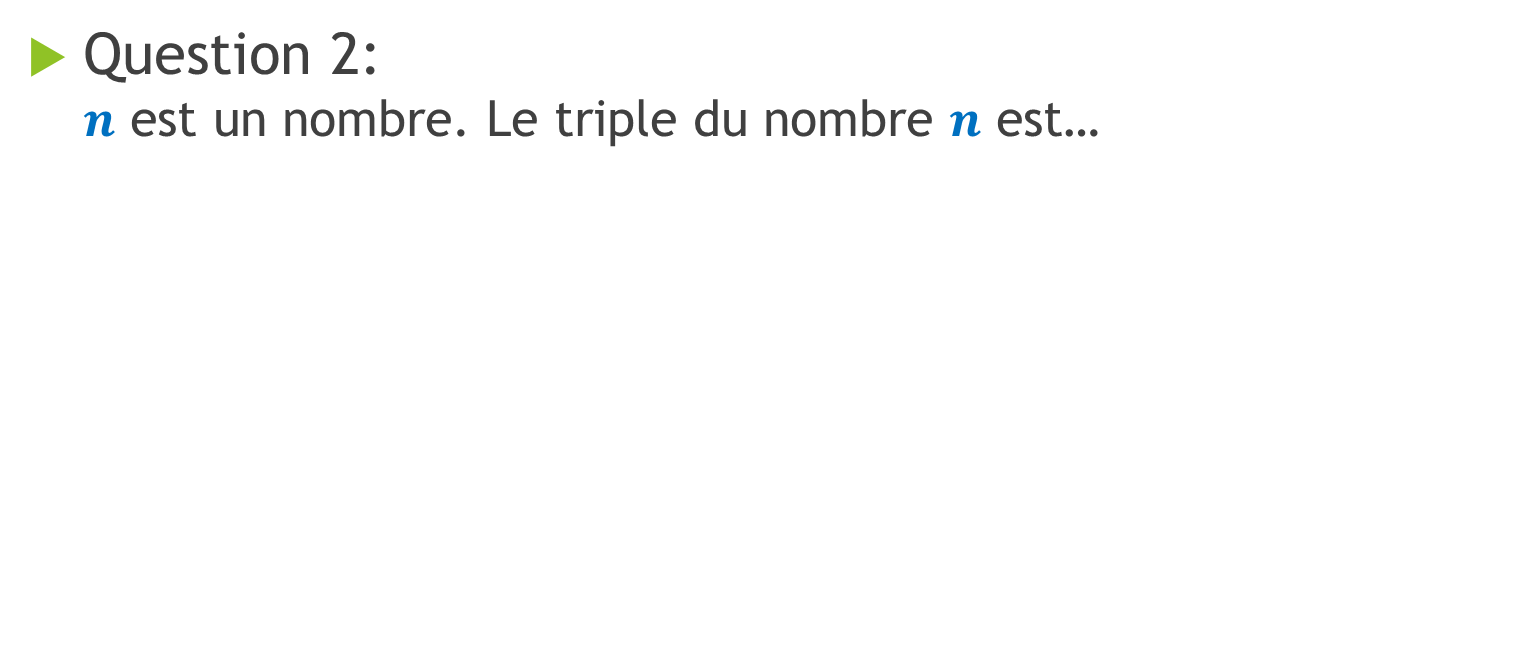 Question 2:
n est un nombre. Le triple du nombre n est…